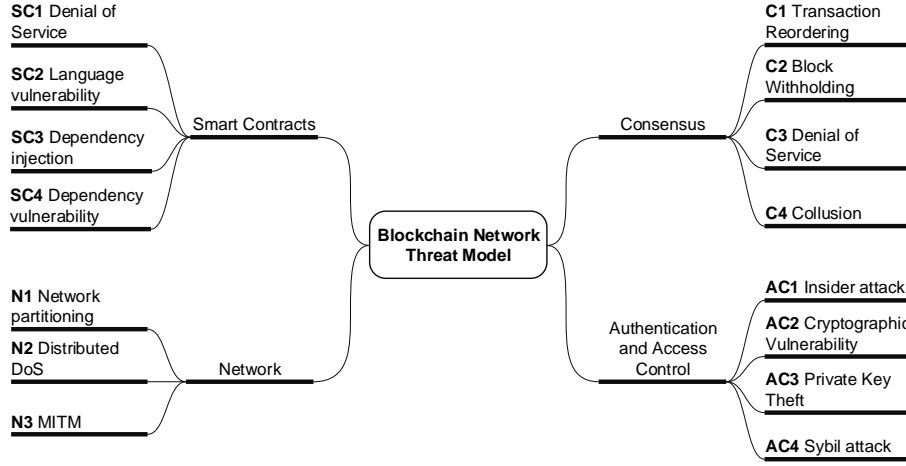 SC1 Denial of
Service
SC2 Language
vulnerability
SC3 Dependency
injection
SC4 Dependency
vulnerability
Smart Contracts
N1 Network
partitioning
N2 Distributed
DoS
N3 MITM
Network
Blockchain Network
Threat Model
Consensus
C1 Transaction
Reordering
C2 Block
Withholding
C3 Denial of
Service
C4 Collusion
Authentication
and Access
Control
AC1 Insider attack
AC2 Cryptographic
Vulnerability
AC3 Private Key
Theft
AC4 Sybil attack